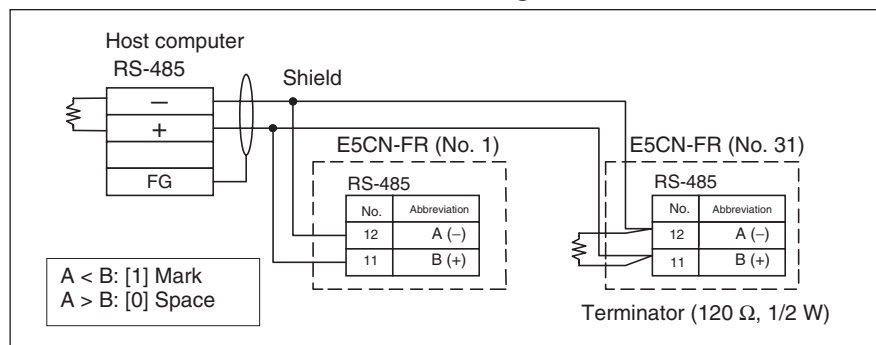 Host computer
RS-485
Shield
−
+
FG
E5CN-FR (No. 1)
RS-485
No. Abbreviation
12 A (−)
11 B (+)
E5CN-FR (No. 31)
RS-485
No. Abbreviation
12 A (−)
11 B (+)
A < B: [1] Mark
A > B: [0] Space
Terminator (120 Ω, 1/2 W)